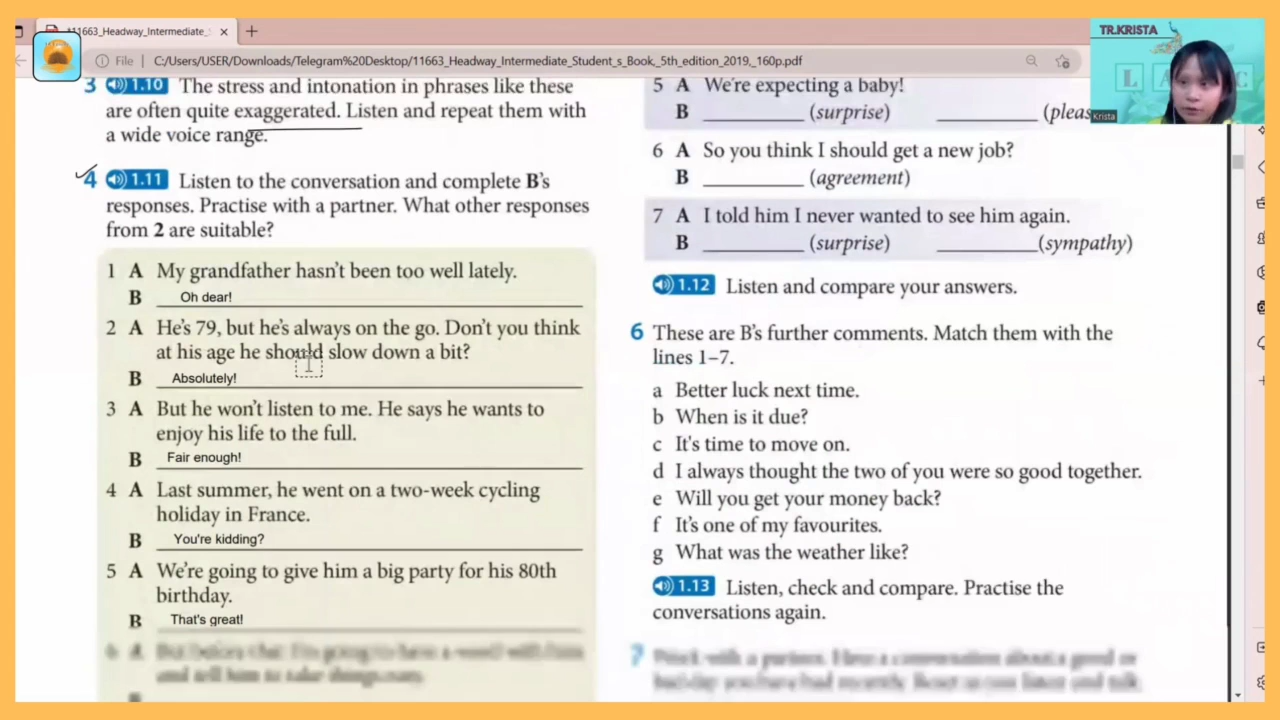 11663_Headway_Intermediate_
File
C:/Users/USER/Downloads/Telegram%20Desktop/11663_Headway_Intermediate_Student_s_Book,_5th_edition_2019,_160p.pdf
TR.KRISTA
Krista
3 1.10 The stress and intonation in phrases like these
are often quite exaggerated. Listen and repeat them with
a wide voice range.
4 1.11 Listen to the conversation and complete B's
responses. Practise with a partner. What other responses
from 2 are suitable?
1 A My grandfather hasn't been too well lately.
B Oh dear!
2 A He's 79, but he's always on the go. Don't you think
at his age he should slow down a bit?
B Absolutely!
3 A But he won't listen to me. He says he wants to
enjoy his life to the full.
B Fair enough!
4 A Last summer, he went on a two-week cycling
holiday in France.
B You're kidding?
5 A We're going to give him a big party for his 80th
birthday.
B That's great!
5 A We're expecting a baby!
B (surprise) (pleas
6 A So you think I should get a new job?
B (agreement)
7 A I told him I never wanted to see him again.
B (surprise) (sympathy)
1.12 Listen and compare your answers.
6 These are B's further comments. Match them with the
lines 1–7.
a Better luck next time.
b When is it due?
c It's time to move on.
d I always thought the two of you were so good together.
e Will you get your money back?
f It's one of my favourites.
g What was the weather like?
1.13 Listen, check and compare. Practise the
conversations again.